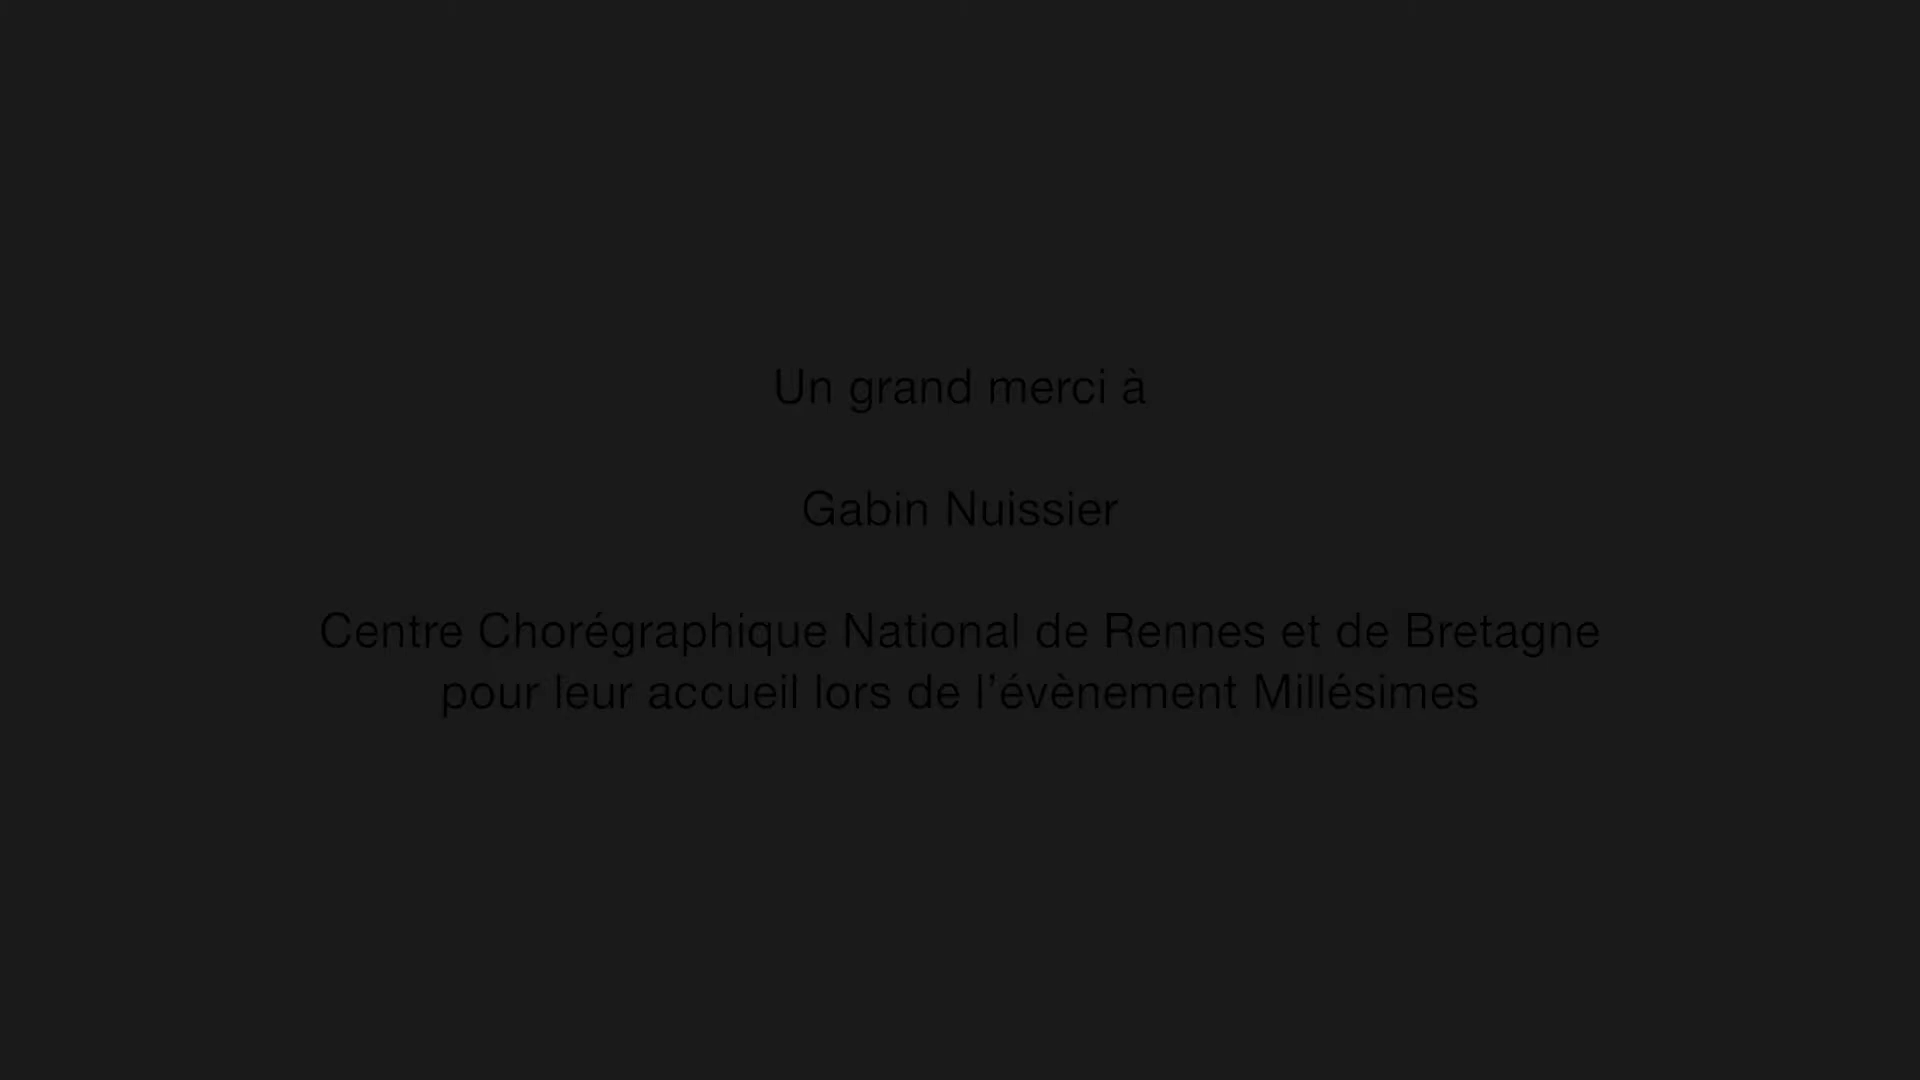 Un grand merci à
Gabin Nuissier
Centre Chorégraphique National de Rennes et de Bretagne
pour leur accueil lors de l’évènement Millésimes